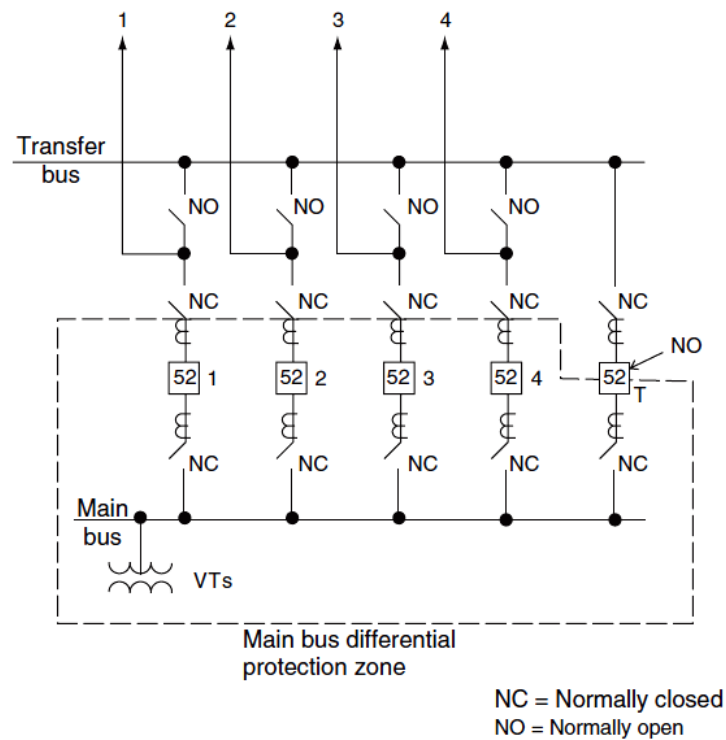 1 2 3 4
Transfer
bus
NO NO NO NO
NC NC NC NC NC
NO
52 1 52 2 52 3 52 4 52
T
NC NC NC NC NC
Main
bus
VTs
Main bus differential
protection zone
NC = Normally closed
NO = Normally open